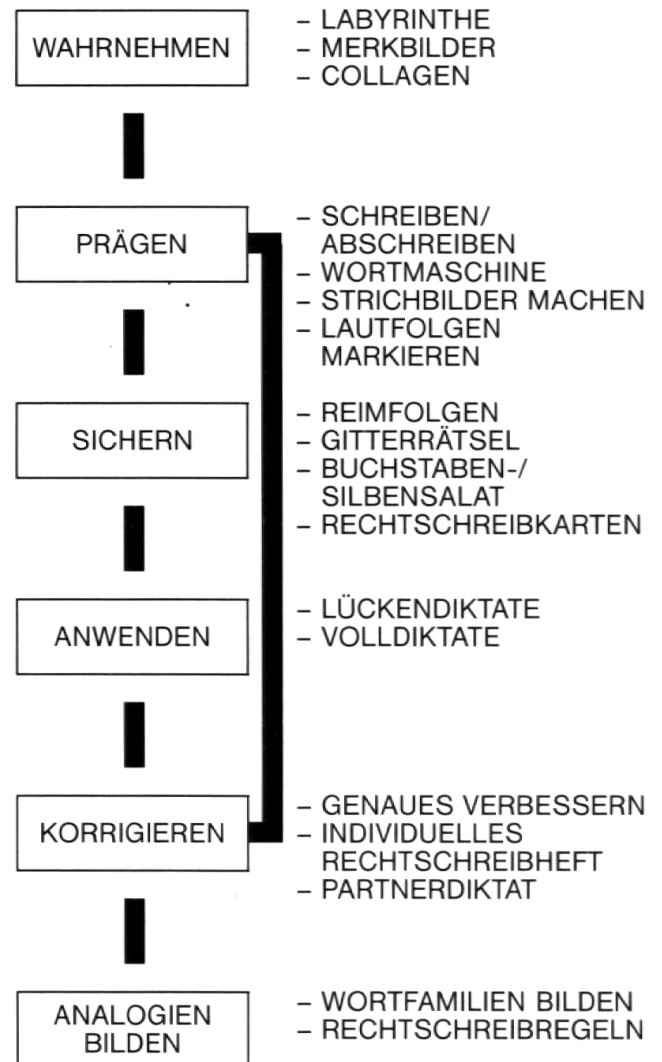 WAHRNEHMEN
– LABYRINTHE
– MERKBILDER
– COLLAGEN
PRÄGEN
– SCHREIBEN/
ABSCHREIBEN
– WORTMASCHINE
– STRICHBILDER MACHEN
– LAUTFOLGEN
MARKIEREN
SICHERN
– REIMFOLGEN
– GITTERRÄTSEL
– BUCHSTABEN-/
SILBENSALAT
– RECHTSCHREIBKARTEN
ANWENDEN
– LÜCKENDIKTATE
– VOLLDIKTATE
KORRIGIEREN
– GENAUES VERBESSERN
– INDIVIDUELLES
RECHTSCHREIBHEFT
– PARTNERDIKTAT
ANALOGIEN
BILDEN
– WORTFAMILIEN BILDEN
– RECHTSCHREIBREGELN